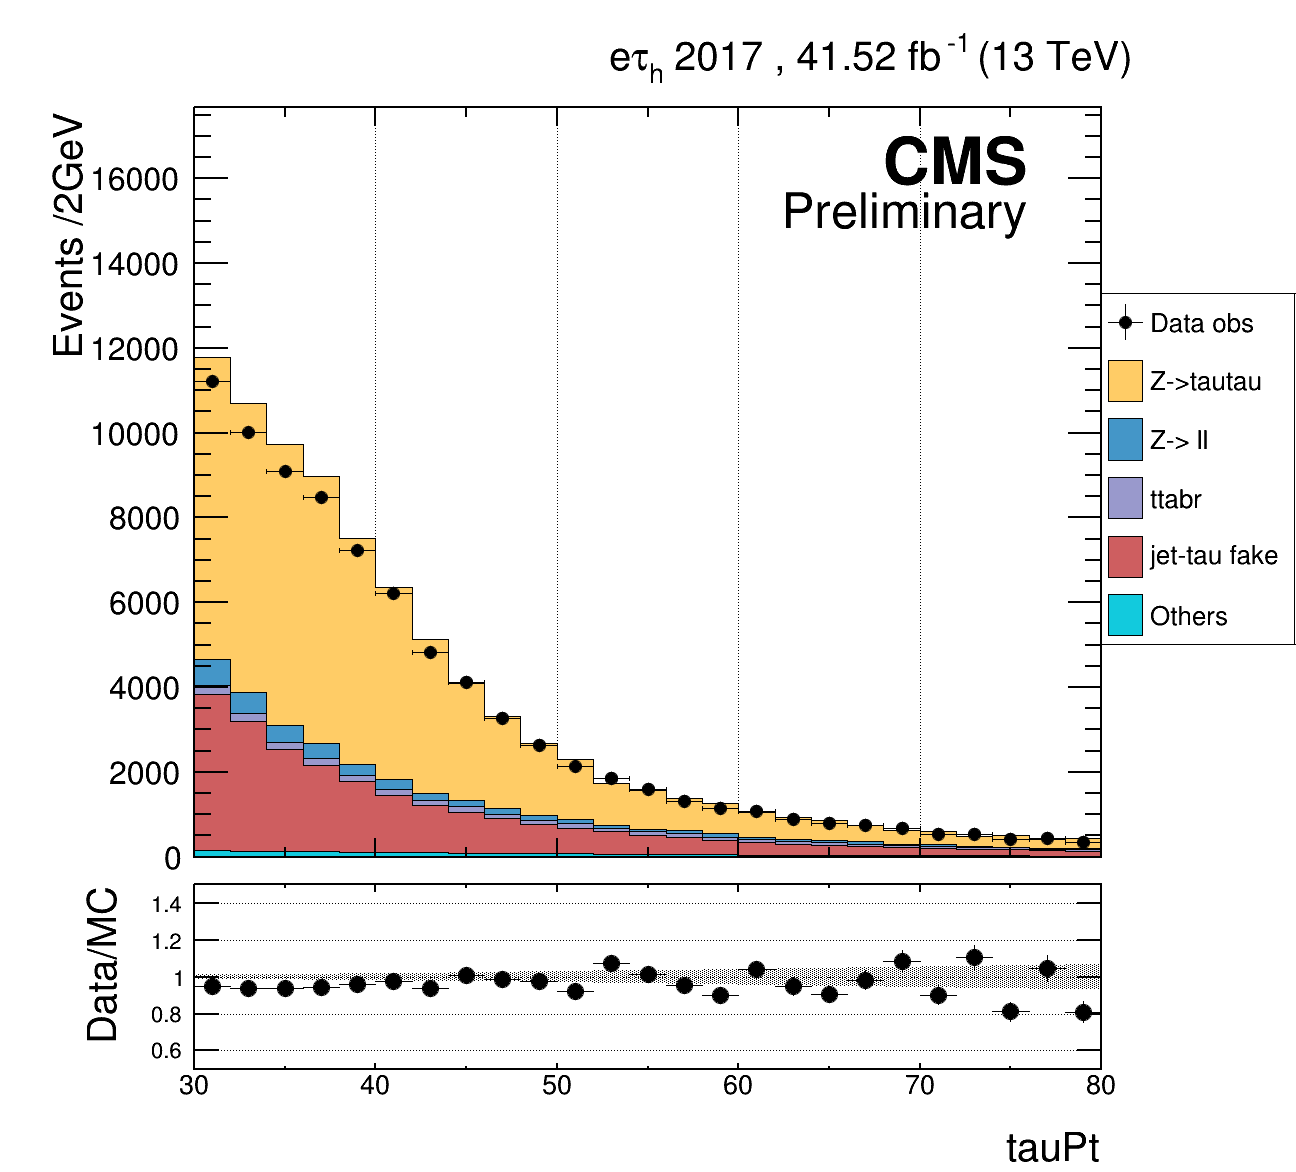 eτh 2017 , 41.52 fb-1 (13 TeV)
CMS
Preliminary
Events /2GeV
16000
14000
12000
10000
8000
6000
4000
2000
0
Data obs
Z->tautau
Z-> ll
ttabr
jet-tau fake
Others
Data/MC
1.4
1.2
1
0.8
0.6
30 40 50 60 70 80
tauPt